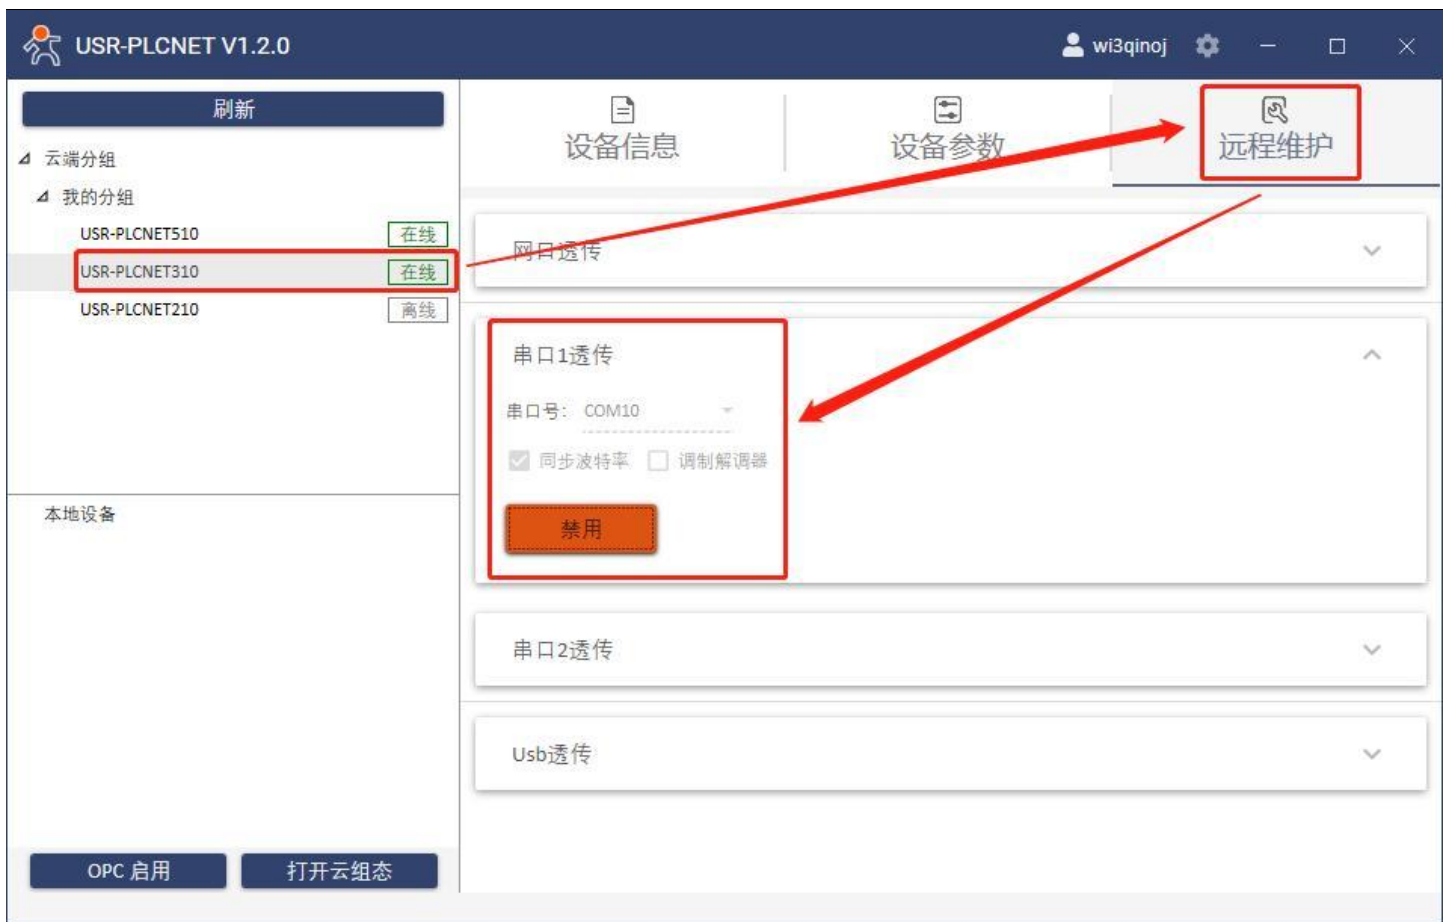 USR-PLCNET V1.2.0
wi3qinoj
刷新
云端分组
我的分组
USR-PLCNET510 在线
USR-PLCNET310 在线
USR-PLCNET210 离线
本地设备
OPC 启用
打开云组态
设备信息
设备参数
远程维护
网口透传
串口1透传
串口号: COM10
同步波特率 调制解调器
禁用
串口2透传
Usb透传